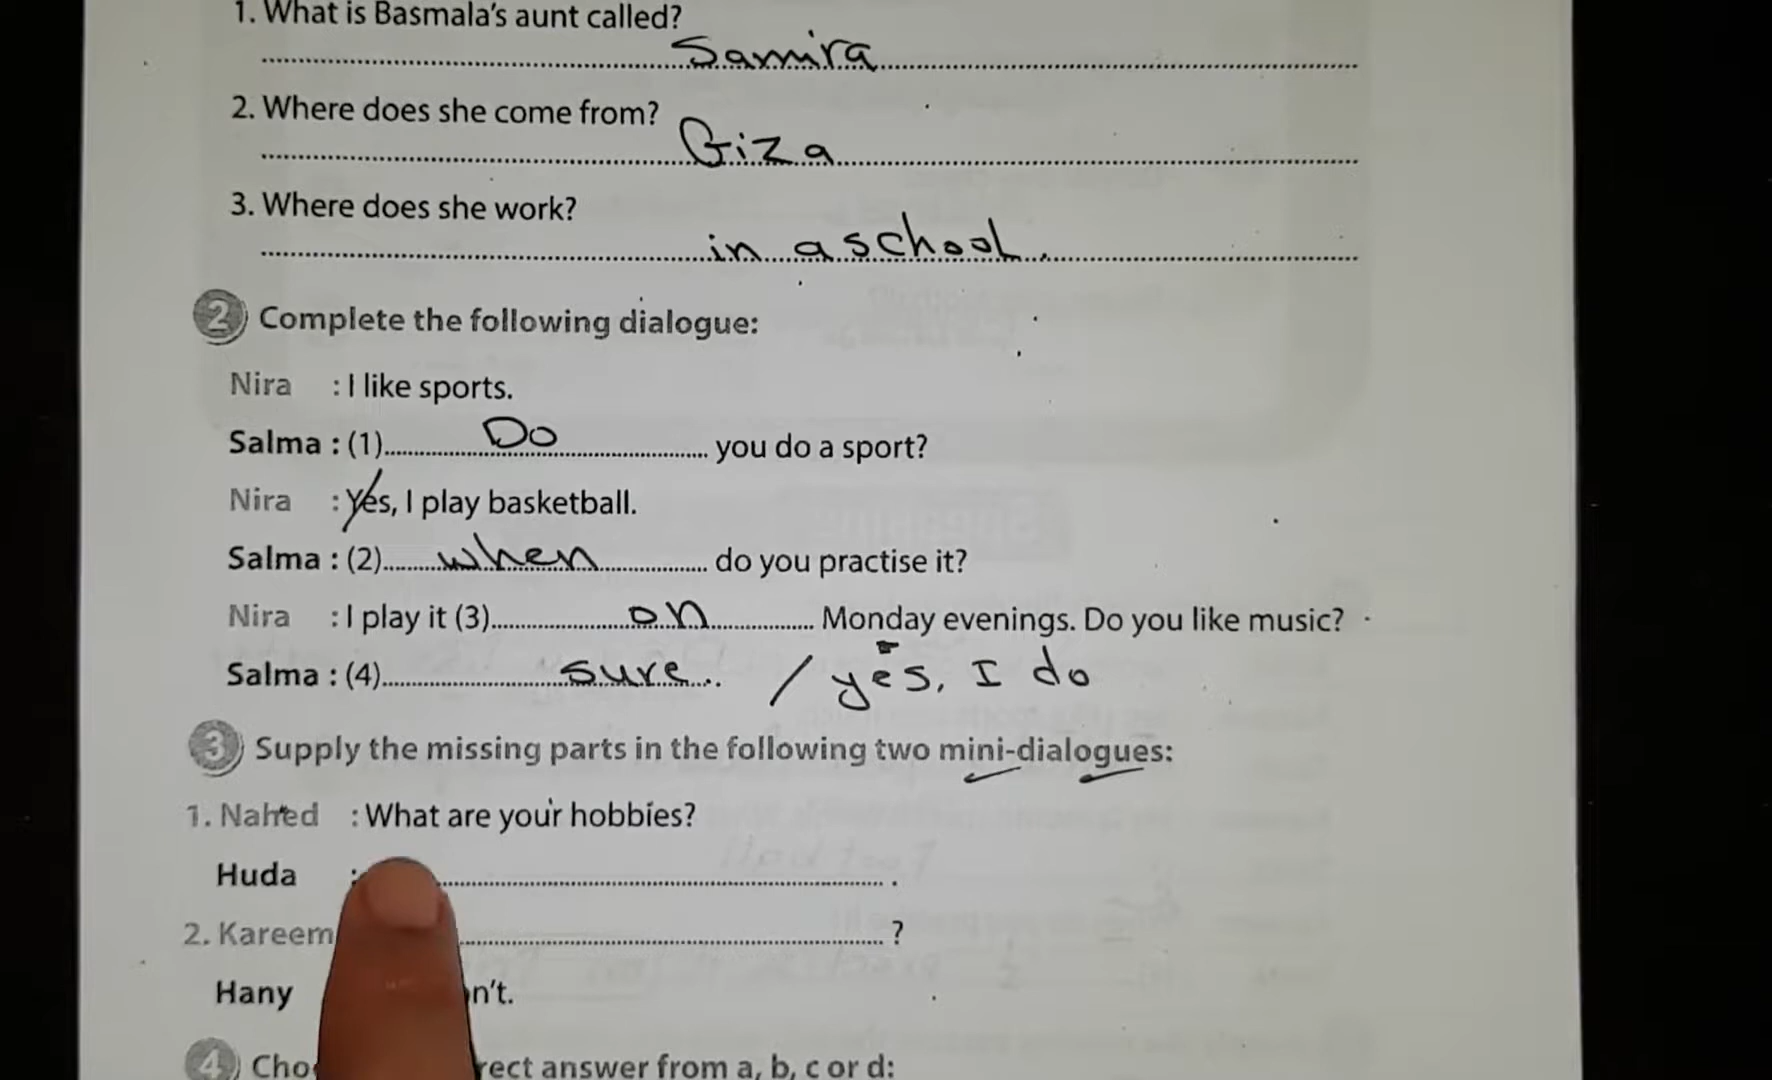 1. What is Basmala's aunt called?
Samira
2. Where does she come from?
Giza
3. Where does she work?
in a school.
2 Complete the following dialogue:
Nira : I like sports.
Salma : (1) Do you do a sport?
Nira : Yes, I play basketball.
Salma : (2) when do you practise it?
Nira : I play it (3) on Monday evenings. Do you like music?
Salma : (4) sure. / yes, I do
3 Supply the missing parts in the following two mini-dialogues:
1. Nahed : What are your hobbies?
Huda : .
2. Kareem ?
Hany n't.
4 Cho rect answer from a, b, c or d: